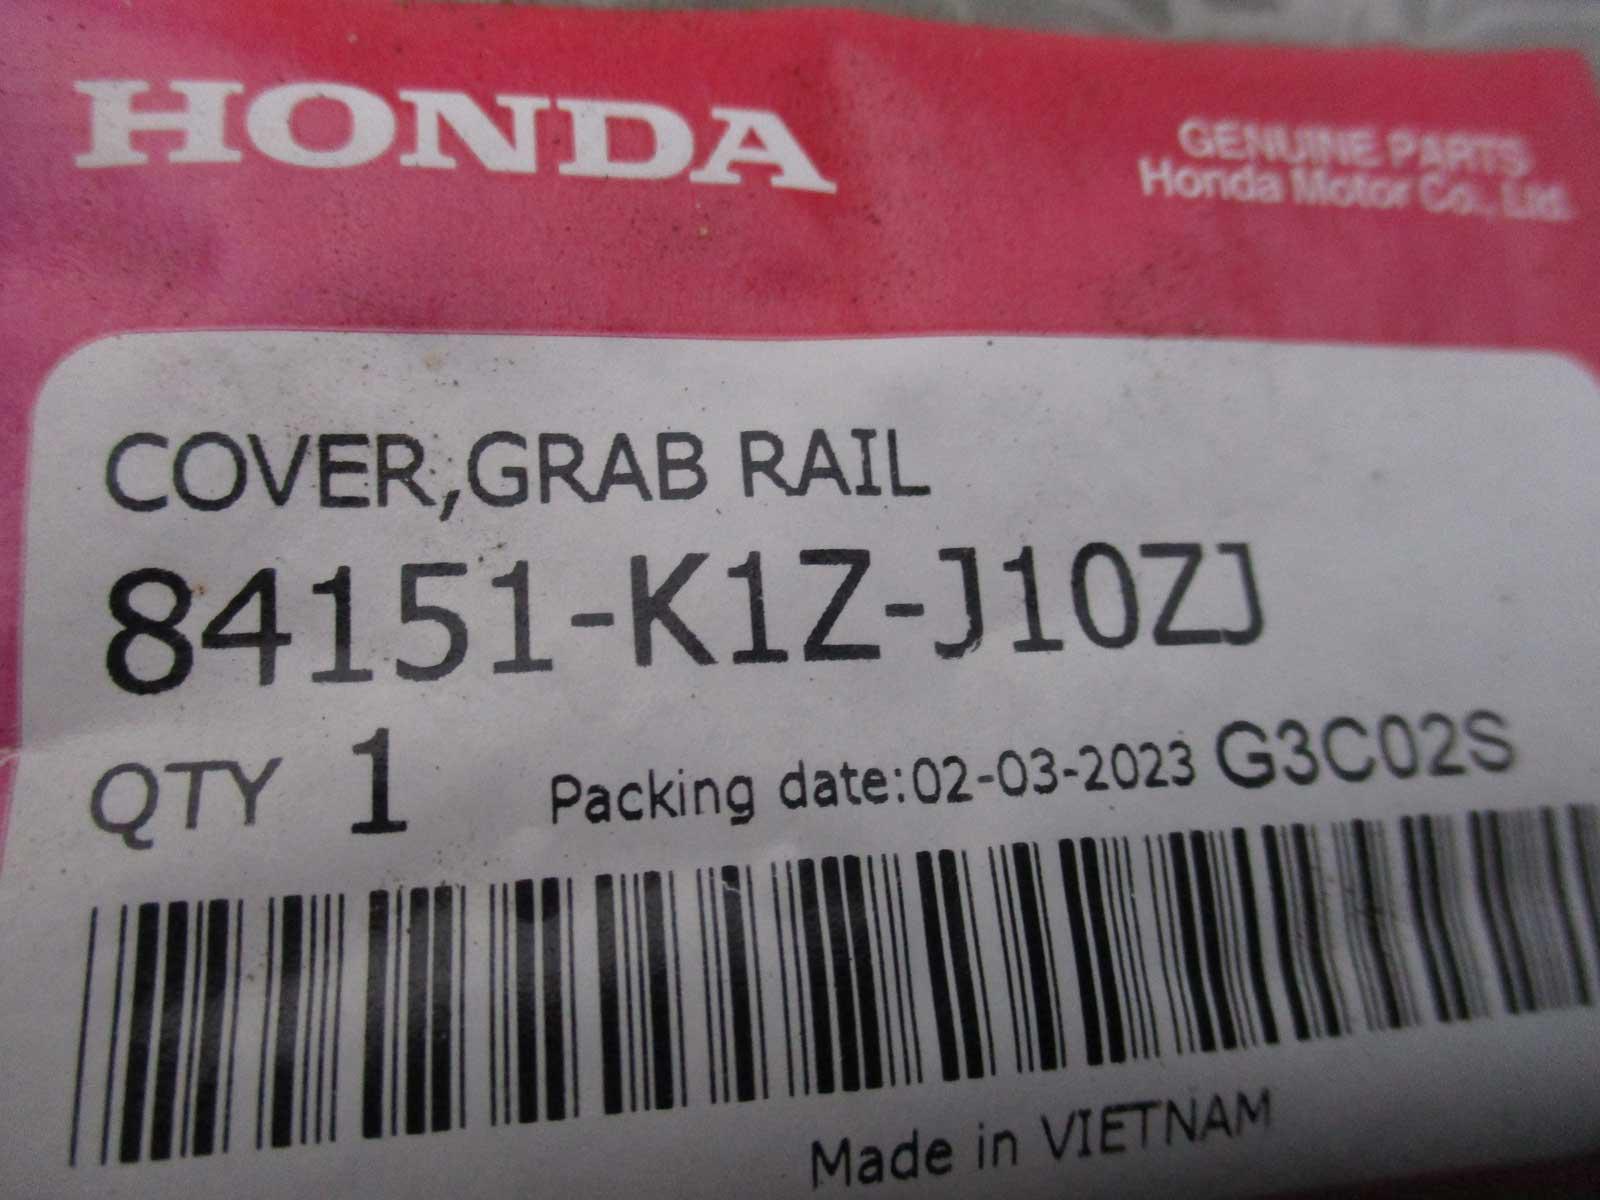 HONDA
GENUINE PARTS
Honda Motor Co., Ltd.
COVER,GRAB RAIL
84151-K1Z-J10ZJ
QTY 1 Packing date:02-03-2023 G3C02S
Made in VIETNAM